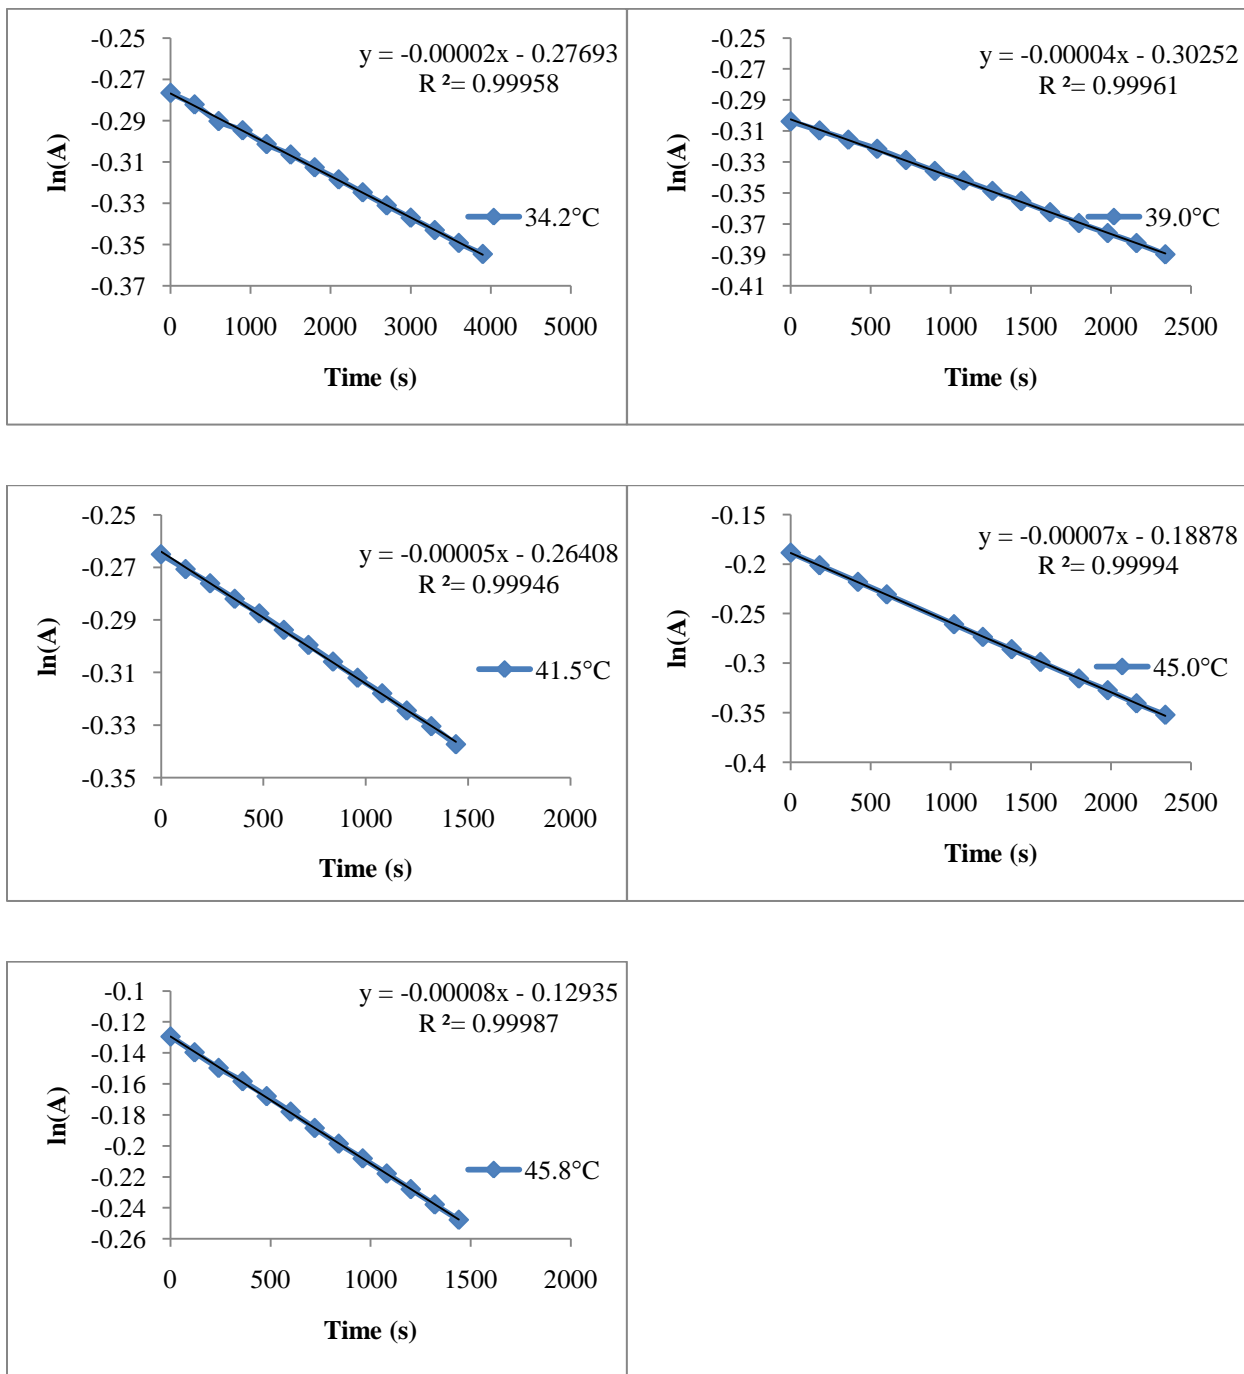 y = -0.00002x - 0.27693
R ²= 0.99958
-0.25
-0.27
-0.29
-0.31
-0.33
-0.35
-0.37
ln(A)
34.2°C
0 1000 2000 3000 4000 5000
Time (s)
y = -0.00004x - 0.30252
R ²= 0.99961
-0.25
-0.27
-0.29
-0.31
-0.33
-0.35
-0.37
-0.39
-0.41
ln(A)
39.0°C
0 500 1000 1500 2000 2500
Time (s)
y = -0.00005x - 0.26408
R ²= 0.99946
-0.25
-0.27
-0.29
-0.31
-0.33
-0.35
ln(A)
41.5°C
0 500 1000 1500 2000
Time (s)
y = -0.00007x - 0.18878
R ²= 0.99994
-0.15
-0.2
-0.25
-0.3
-0.35
-0.4
ln(A)
45.0°C
0 500 1000 1500 2000 2500
Time (s)
y = -0.00008x - 0.12935
R ²= 0.99987
-0.1
-0.12
-0.14
-0.16
-0.18
-0.2
-0.22
-0.24
-0.26
ln(A)
45.8°C
0 500 1000 1500 2000
Time (s)